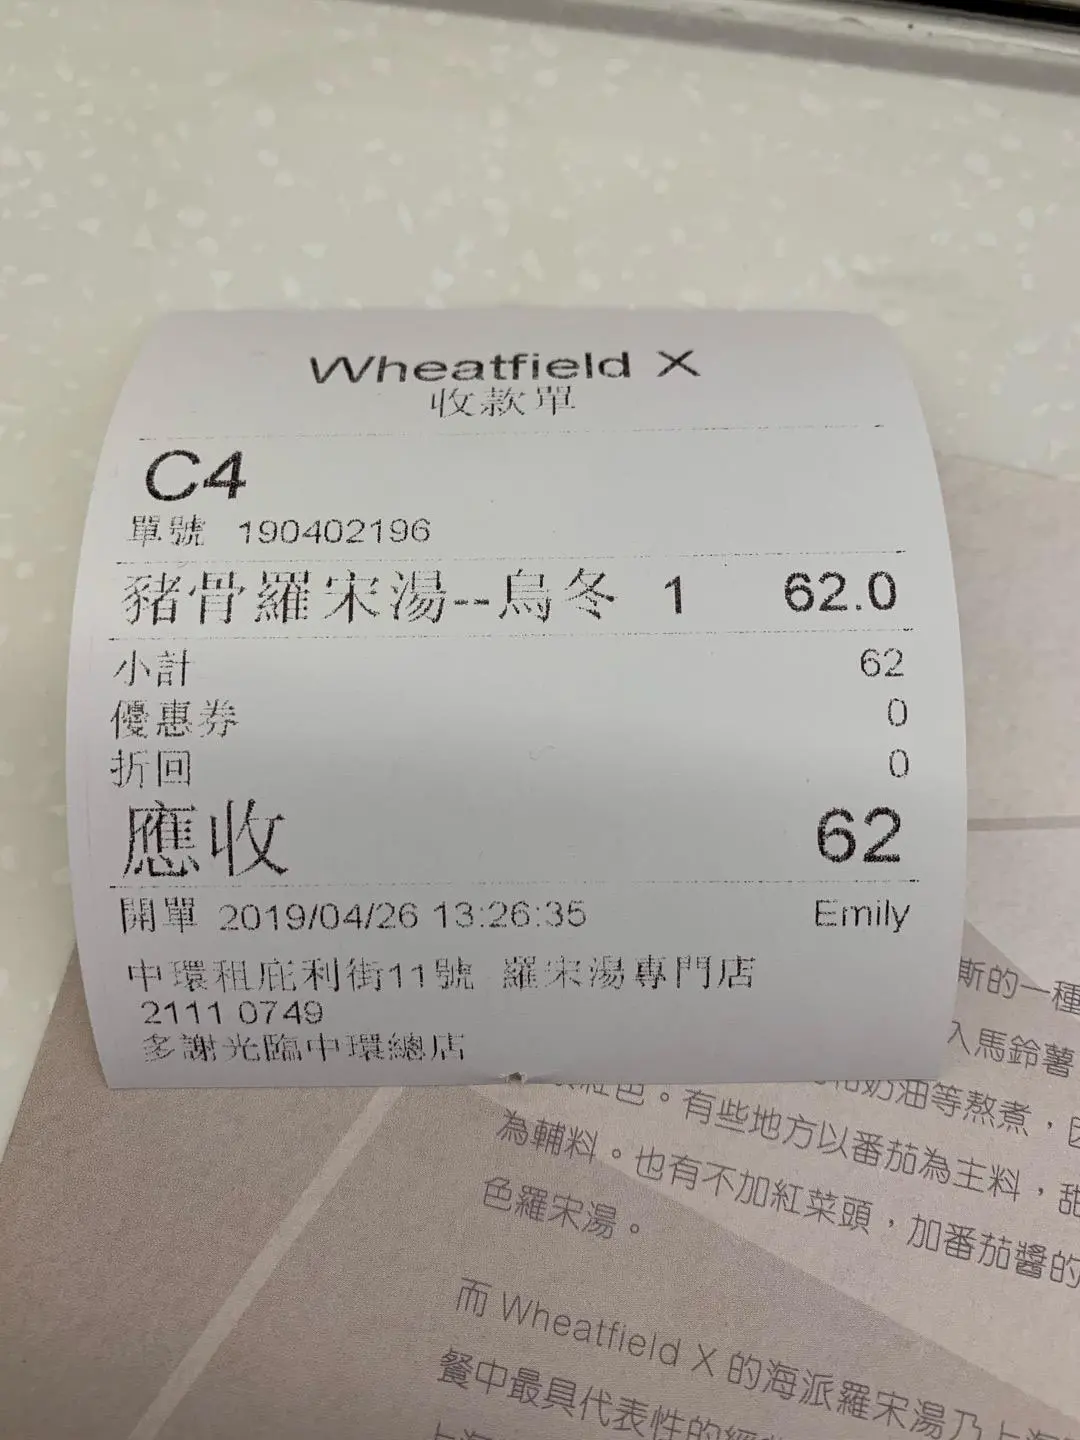 Wheatfield X
收款單
C4
單號 190402196
豬骨羅宋湯--烏冬 1 62.0
小計 62
優惠券 0
折回 0
應收 62
開單 2019/04/26 13:26:35 Emily
中環租庇利街11號 羅宋湯專門店
2111 0749
多謝光臨中環總店
斯的一種
入馬鈴薯
奶油等熬煮，
色。有些地方以番茄為主料，甜
為輔料。也有不加紅菜頭，加番茄醬的
色羅宋湯。
而 Wheatfield X 的海派羅宋湯乃上海
餐中最具代表性的經
上海